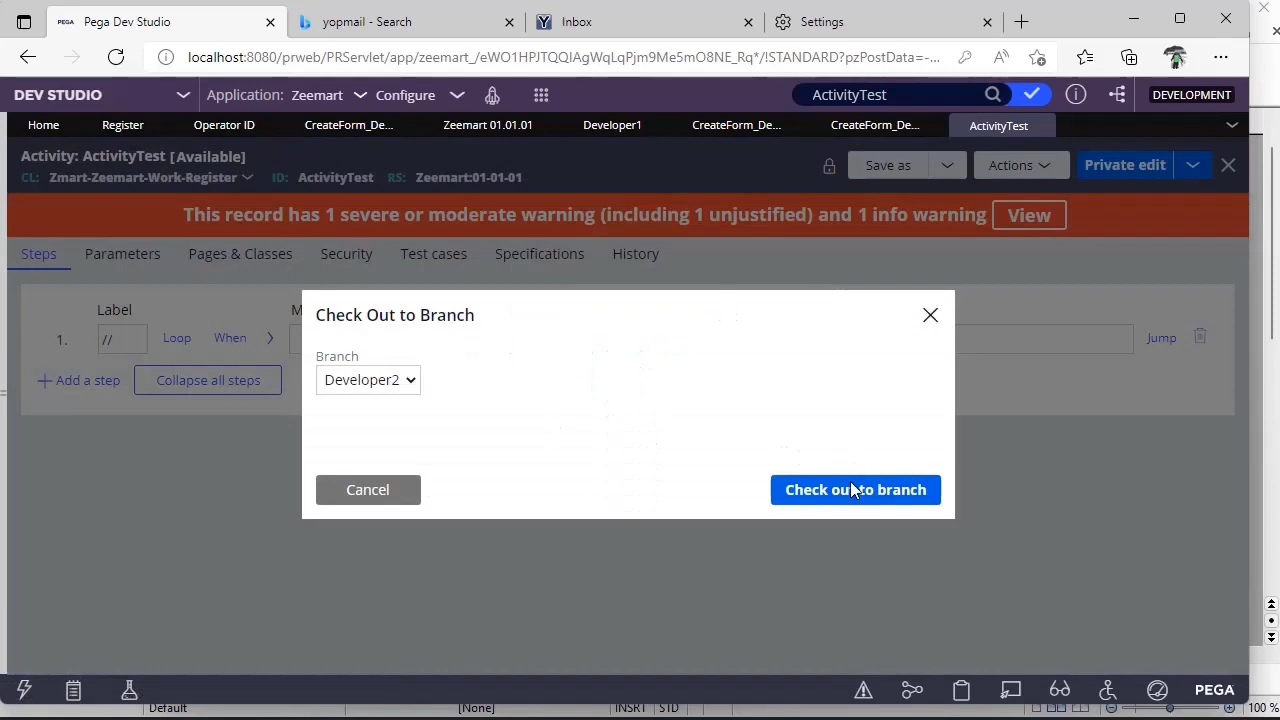 Pega Dev Studio
yopmail - Search
Inbox
Settings
localhost:8080/prweb/PRServlet/app/zeemart_/eWO1HPJTQQIAgWqLqPjm9Me5mO8NE_Rq*/!STANDARD?pzPostData=-...
DEV STUDIO
Application: Zeemart
Configure
ActivityTest
DEVELOPMENT
Home
Register
Operator ID
CreateForm_De...
Zeemart 01.01.01
Developer1
CreateForm_De...
CreateForm_De...
ActivityTest
Activity: ActivityTest [Available]
CL: Zmart-Zeemart-Work-Register ID: ActivityTest RS: Zeemart:01-01-01
Save as
Actions
Private edit
This record has 1 severe or moderate warning (including 1 unjustified) and 1 info warning
View
Steps
Parameters
Pages & Classes
Security
Test cases
Specifications
History
Label
1.
//
Loop
When
Jump
Add a step
Collapse all steps
Check Out to Branch
Branch
Developer2
Cancel
Check out to branch
PEGA
Default
[None]
INSRT
STD
100 %